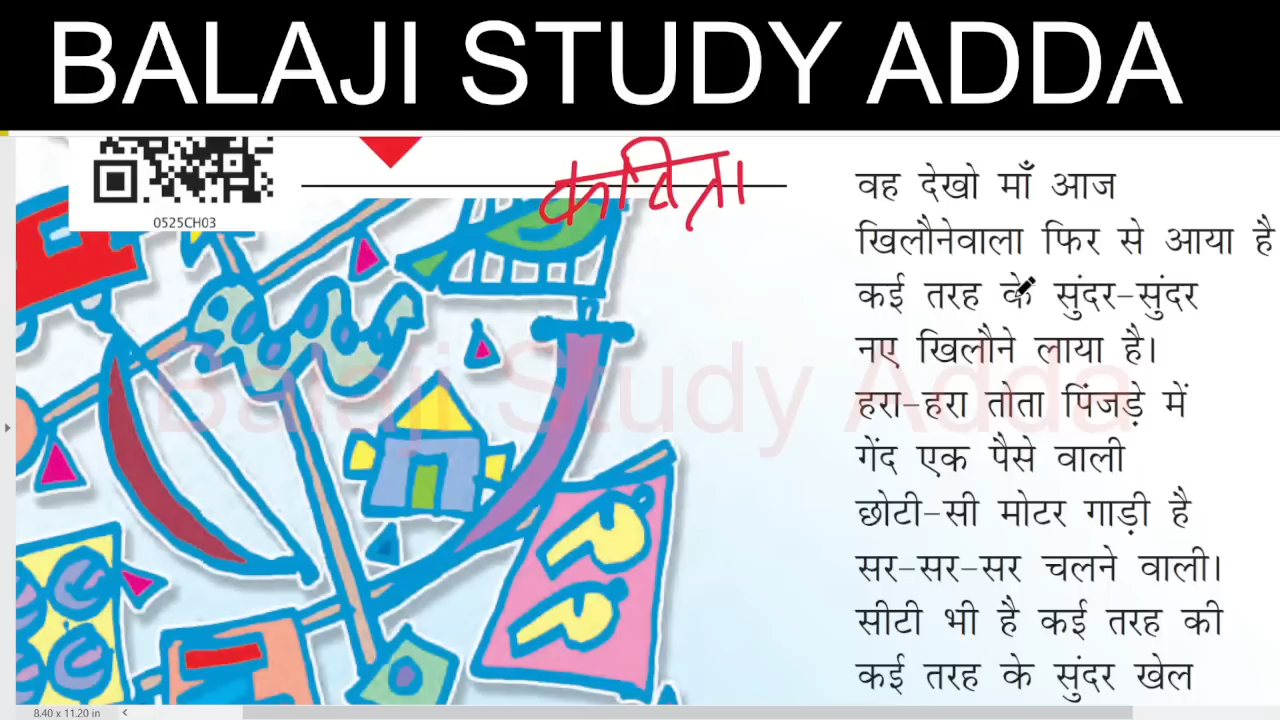 BALAJI STUDY ADDA
0525CH03
कविता
वह देखो माँ आज
खिलौनेवाला फिर से आया है
कई तरह के सुंदर-सुंदर
नए खिलौने लाया है।
हरा-हरा तोता पिंजड़े में
गेंद एक पैसे वाली
छोटी-सी मोटर गाड़ी है
सर-सर-सर चलने वाली।
सीटी भी है कई तरह की
कई तरह के सुंदर खेल
Balaji Study Adda
8.40 x 11.20 in